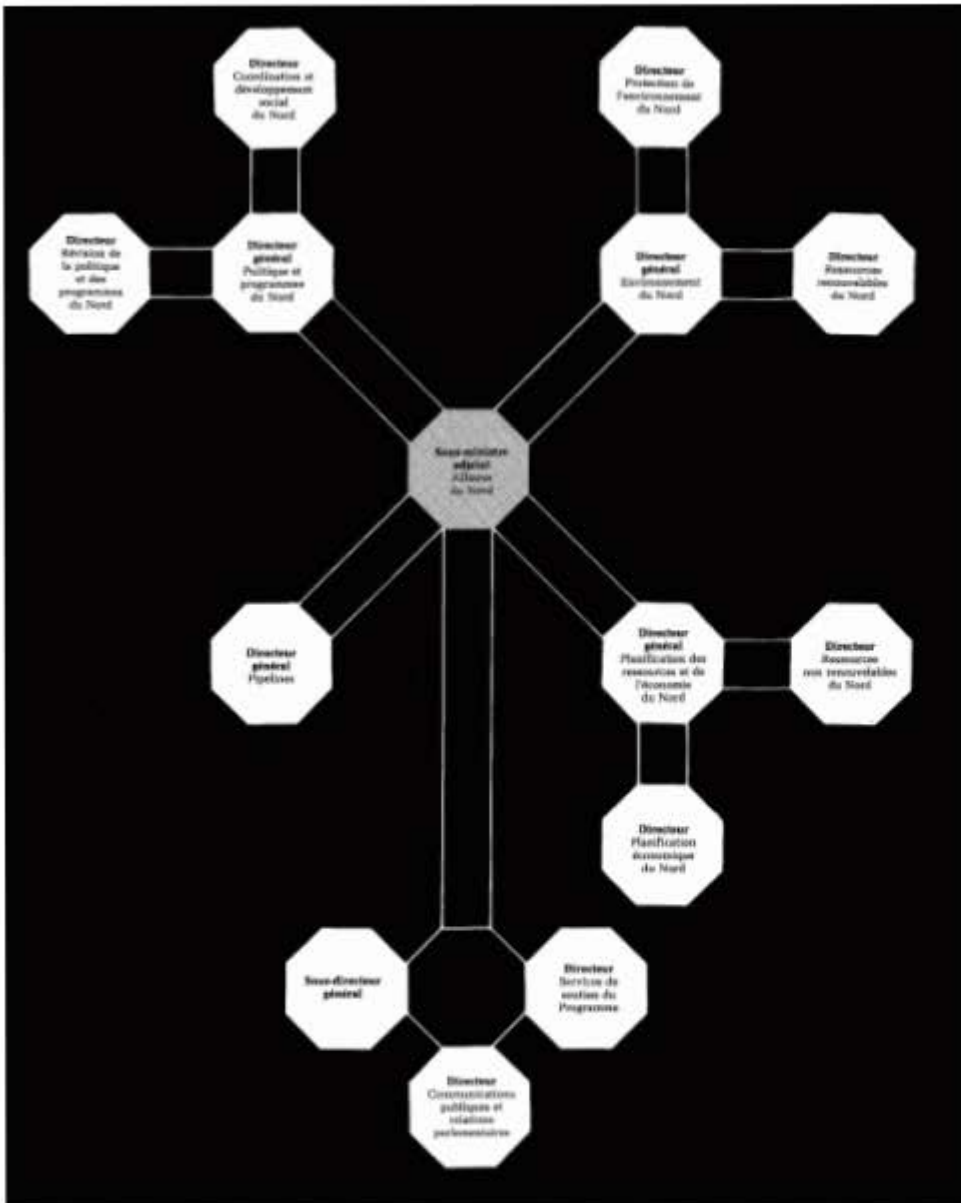 Directeur
Coordination et
développement
social
du Nord
Directeur
Protection de
l'environnement
du Nord
Directeur
Révision de
la politique
et des
programmes
du Nord
Directeur
général
Politique et
programmes
du Nord
Directeur
général
Environnement
du Nord
Directeur
Ressources
renouvelables
du Nord
Sous-ministre
adjoint
Affaires
du Nord
Directeur
général
Pipelines
Directeur
général
Planification des
ressources et de
l'économie
du Nord
Directeur
Ressources
non renouvelables
du Nord
Directeur
Planification
économique
du Nord
Sous-directeur
général
Directeur
Services de
soutien du
Programme
Directeur
Communications
publiques et
relations
parlementaires